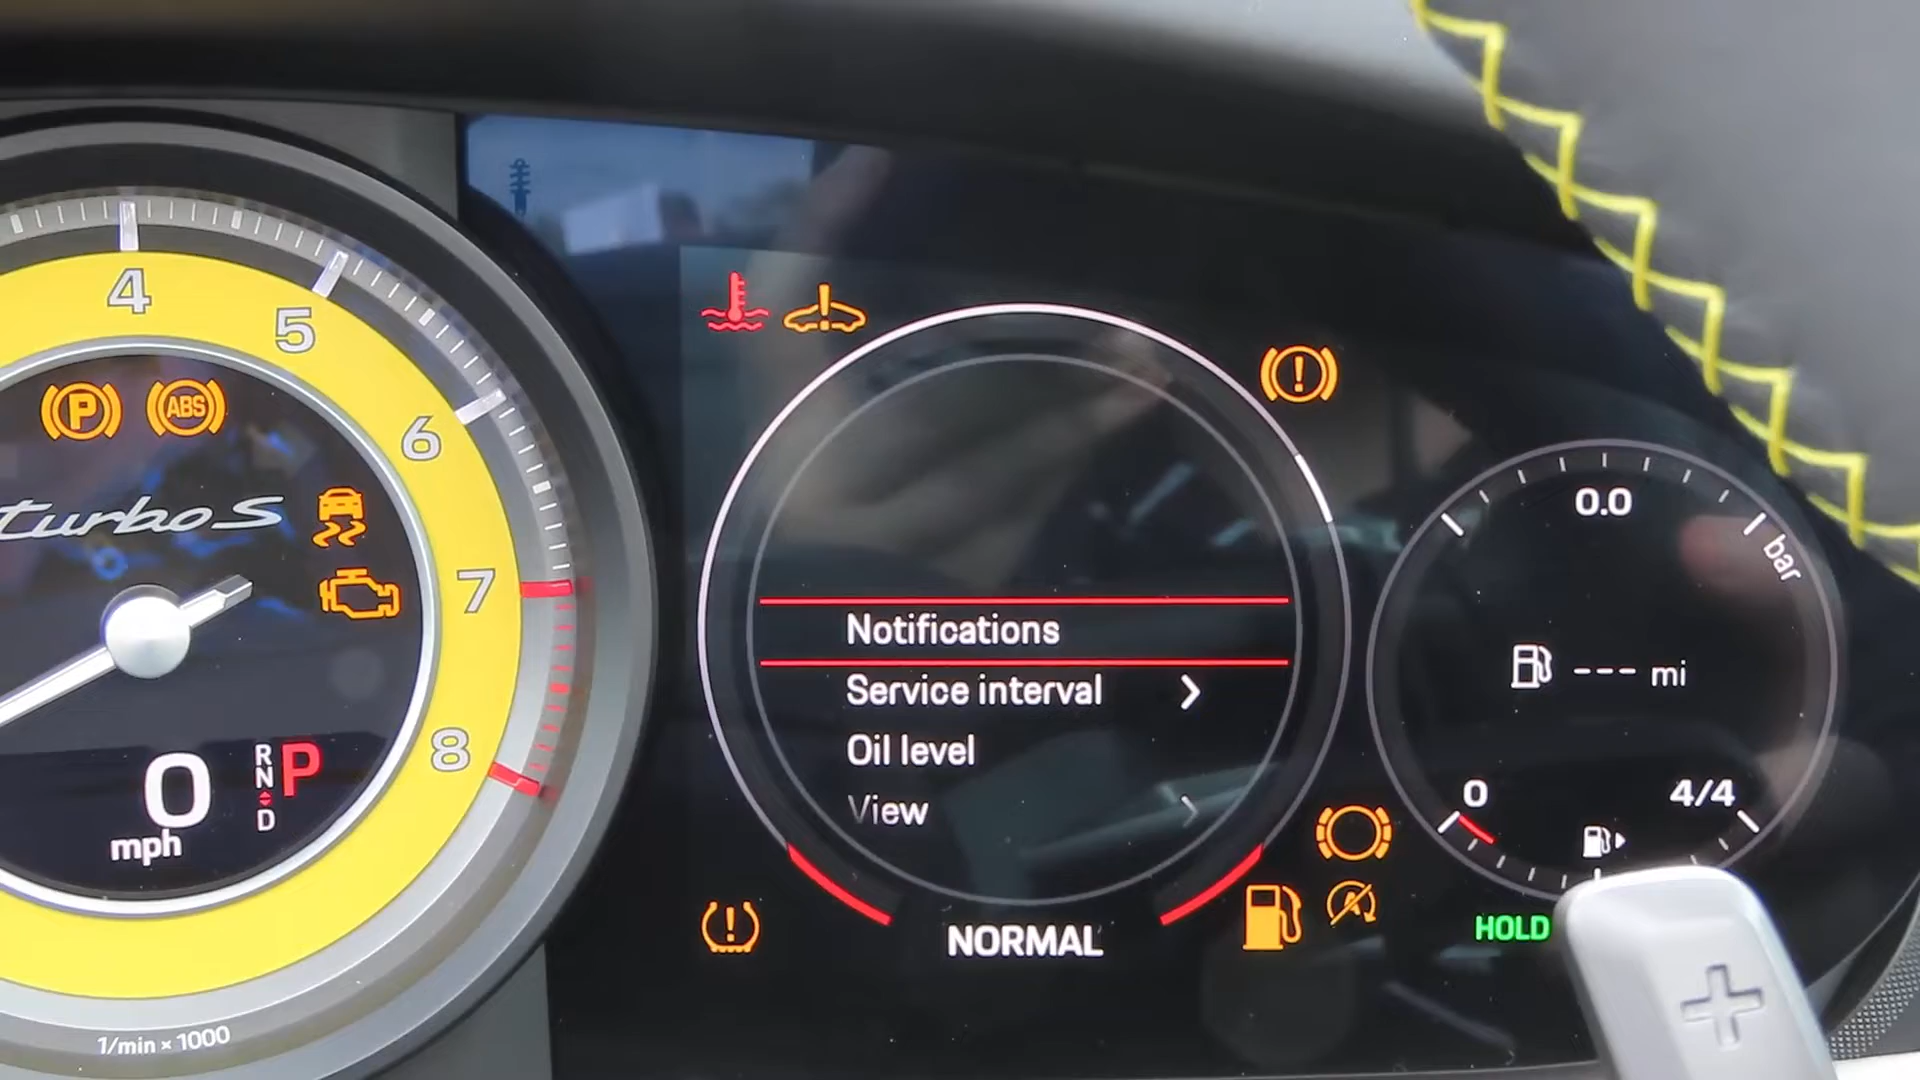 4
5
6
7
8
P
ABS
turbo S
0
mph
R
N
D
P
1/min × 1000
Notifications
Service interval
Oil level
View
NORMAL
0.0
bar
--- mi
0
4/4
A
HOLD
+